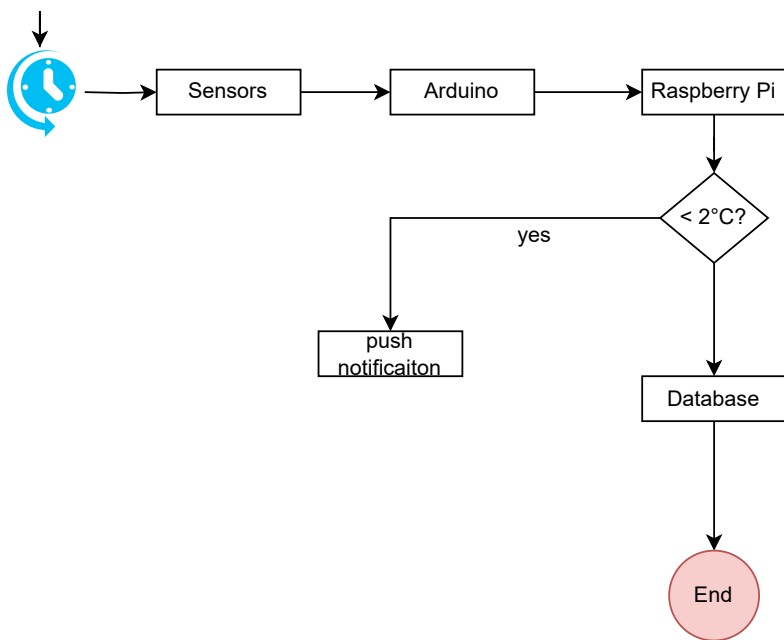 Sensors
Arduino
Raspberry Pi
< 2°C?
yes
push
notificaiton
Database
End